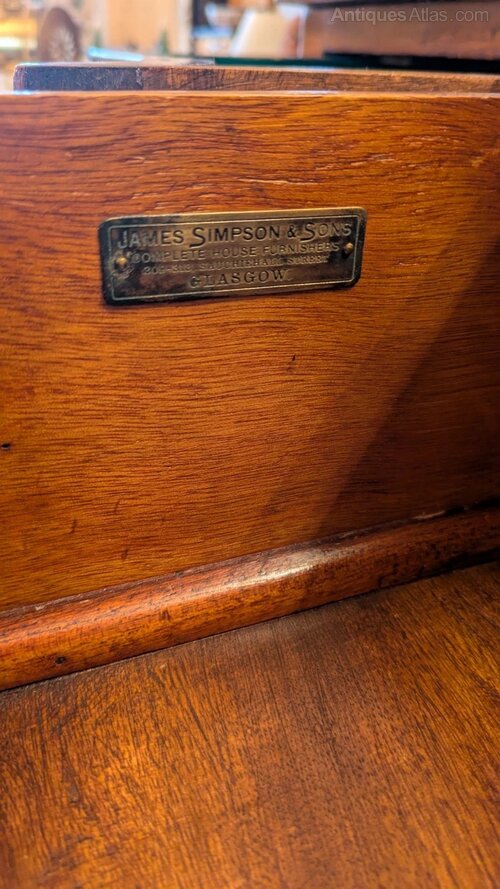 AntiquesAtlas.com
JAMES SIMPSON & SONS
COMPLETE HOUSE FURNISHERS
SAUCHIEHALL STREET
GLASGOW